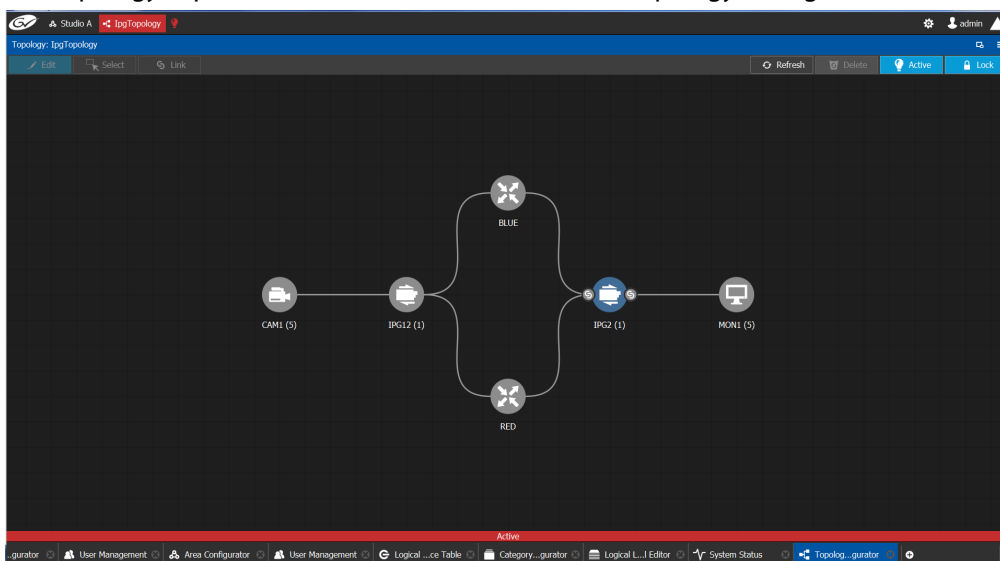 Studio A IpgTopology admin
Topology: IpgTopology
Edit Select Link Refresh Delete Active Lock
BLUE
CAM1 (5) IPG12 (1) IPG2 (1) MON1 (5)
RED
Active
..gurator User Management Area Configurator User Management Logical ...ce Table Category...gurator Logical L...l Editor System Status Topolog...gurator